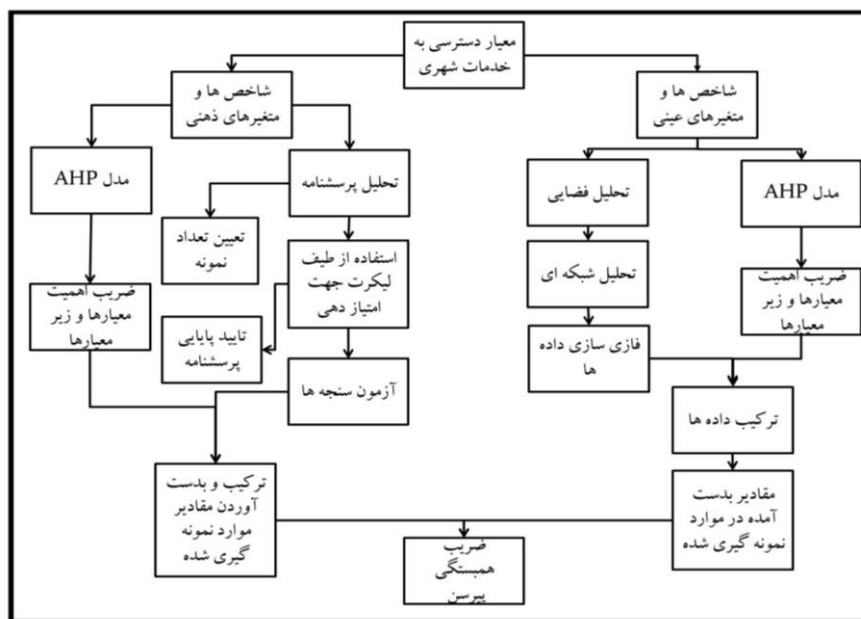 معیار دسترسی به
خدمات شهری
شاخص ها و
متغیرهای عینی
شاخص ها و
متغیرهای ذهنی
مدل AHP
تحلیل فضایی
تحلیل پرسشنامه
مدل AHP
ضریب اهمیت
معیارها و زیر
معیارها
تحلیل شبکه ای
استفاده از طیف
لیکرت جهت
امتیاز دهی
تعیین تعداد
نمونه
ضریب اهمیت
معیارها و زیر
معیارها
فازی سازی داده
ها
تایید پایایی
پرسشنامه
آزمون سنجه ها
ترکیب داده ها
مقادیر بدست
آمده در موارد
نمونه گیری شده
ترکیب و بدست
آوردن مقادیر
موارد نمونه
گیری شده
ضریب
همبستگی
پیرسن